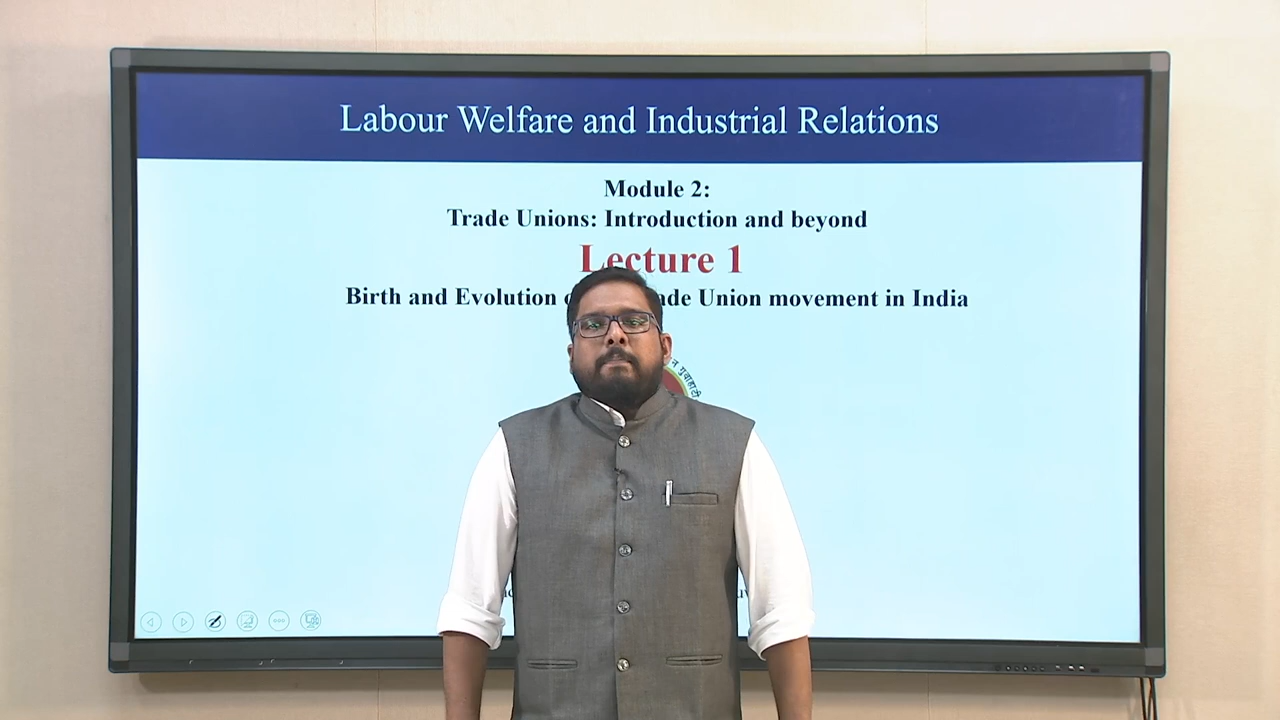 Labour Welfare and Industrial Relations
Module 2:
Trade Unions: Introduction and beyond
Lecture 1
Birth and Evolution ade Union movement in India
गुवाहाटी